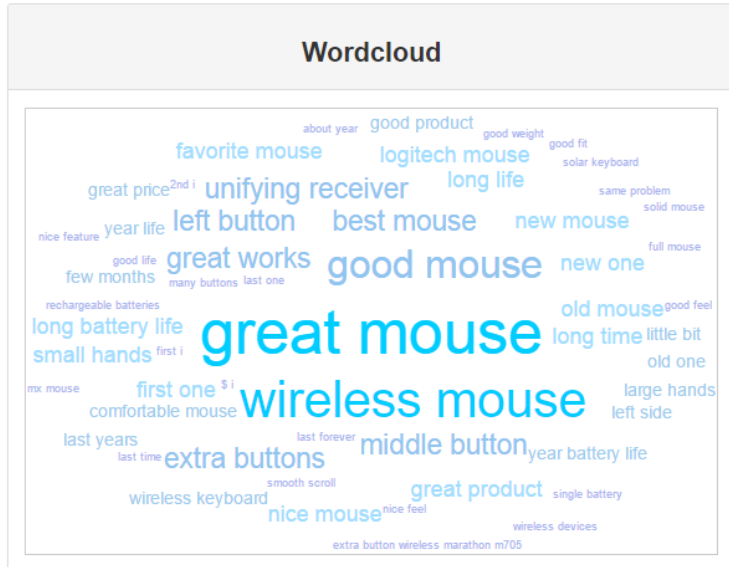 Wordcloud
about year
good product
good weight
good fit
favorite mouse
logitech mouse
solar keyboard
great price
2nd i
unifying receiver
long life
same problem
solid mouse
nice feature
year life
left button
best mouse
new mouse
full mouse
good life
great works
good mouse
new one
few months
many buttons
last one
rechargeable batteries
old mouse
good feel
long battery life
great mouse
long time
little bit
small hands
first i
old one
mx mouse
first one
$ i
wireless mouse
large hands
comfortable mouse
left side
last years
last forever
middle button
year battery life
last time
extra buttons
smooth scroll
great product
single battery
wireless keyboard
nice mouse
nice feel
wireless devices
extra button wireless marathon m705